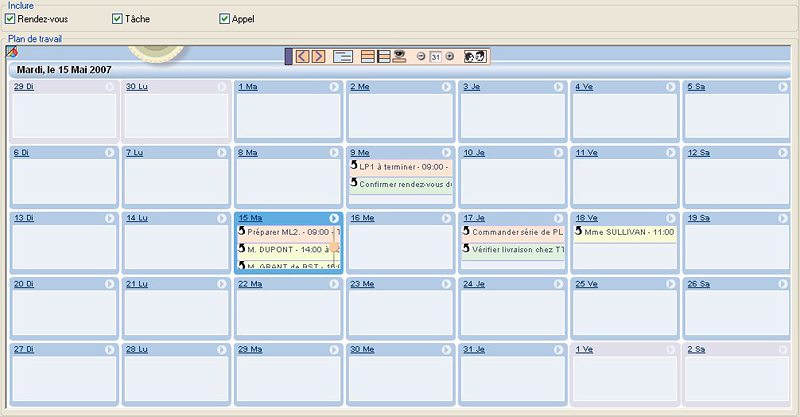 Inclure
Rendez-vous Tâche Appel
Plan de travail
31
Mardi, le 15 Mai 2007
29 Di 30 Lu 1 Ma 2 Me 3 Je 4 Ve 5 Sa
6 Di 7 Lu 8 Ma 9 Me 10 Je 11 Ve 12 Sa
LP1 à terminer - 09:00 -
Confirmer rendez-vous du
13 Di 14 Lu 15 Ma 16 Me 17 Je 18 Ve 19 Sa
Préparer ML2. - 09:00 - Commander série de PL Mme SULLIVAN - 11:00
M. DUPONT - 14:00 à Vérifier livraison chez TT
M. GRANT de BST - 16:0
20 Di 21 Lu 22 Ma 23 Me 24 Je 25 Ve 26 Sa
27 Di 28 Lu 29 Ma 30 Me 31 Je 1 Ve 2 Sa